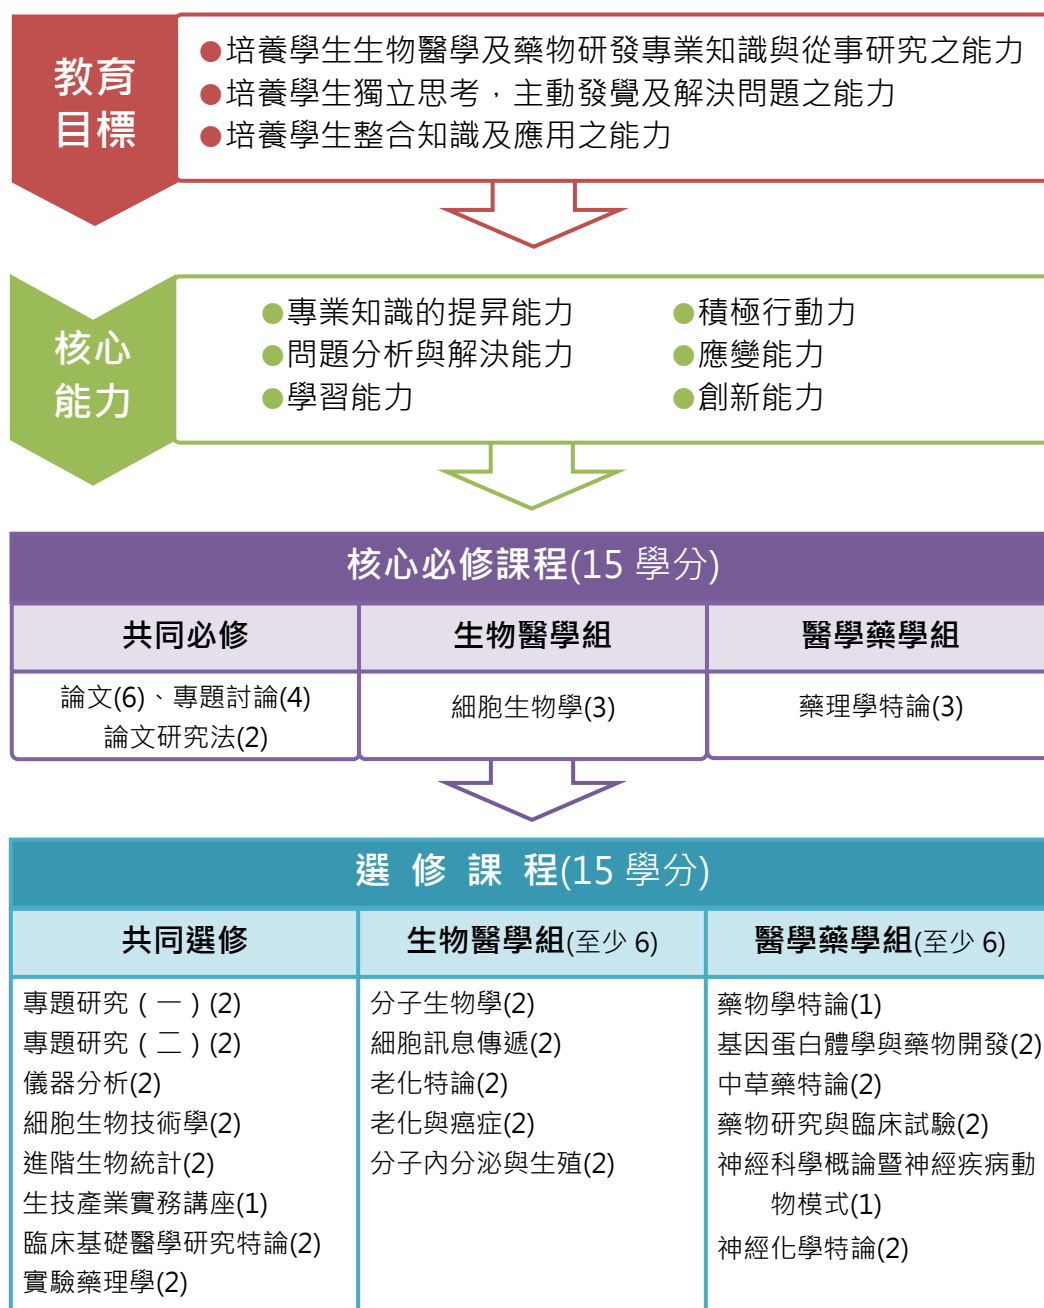 教育
目標
●培養學生生物醫學及藥物研發專業知識與從事研究之能力
●培養學生獨立思考，主動發覺及解決問題之能力
●培養學生整合知識及應用之能力
核心
能力
●專業知識的提昇能力
●問題分析與解決能力
●學習能力
●積極行動力
●應變能力
●創新能力
核心必修課程(15 學分)
共同必修
論文(6)、專題討論(4)
論文研究法(2)
生物醫學組
細胞生物學(3)
醫學藥學組
藥理學特論(3)
選 修 課 程(15 學分)
共同選修
專題研究（一）(2)
專題研究（二）(2)
儀器分析(2)
細胞生物技術學(2)
進階生物統計(2)
生技產業實務講座(1)
臨床基礎醫學研究特論(2)
實驗藥理學(2)
生物醫學組(至少 6)
分子生物學(2)
細胞訊息傳遞(2)
老化特論(2)
老化與癌症(2)
分子內分泌與生殖(2)
醫學藥學組(至少 6)
藥物學特論(1)
基因蛋白體學與藥物開發(2)
中草藥特論(2)
藥物研究與臨床試驗(2)
神經科學概論暨神經疾病動
物模式(1)
神經化學特論(2)